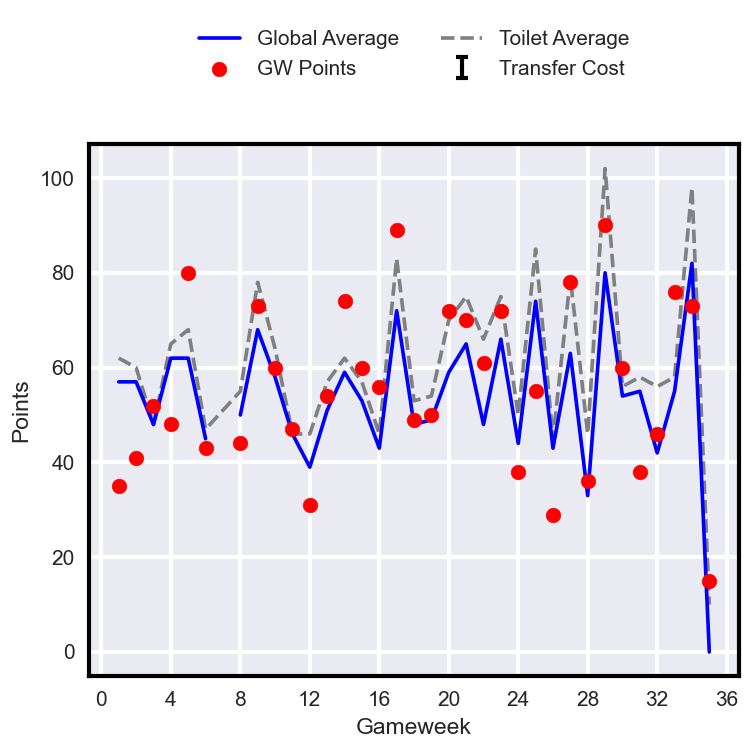 Global Average
Toilet Average
GW Points
Transfer Cost
100
80
60
40
20
0
Points
0 4 8 12 16 20 24 28 32 36
Gameweek